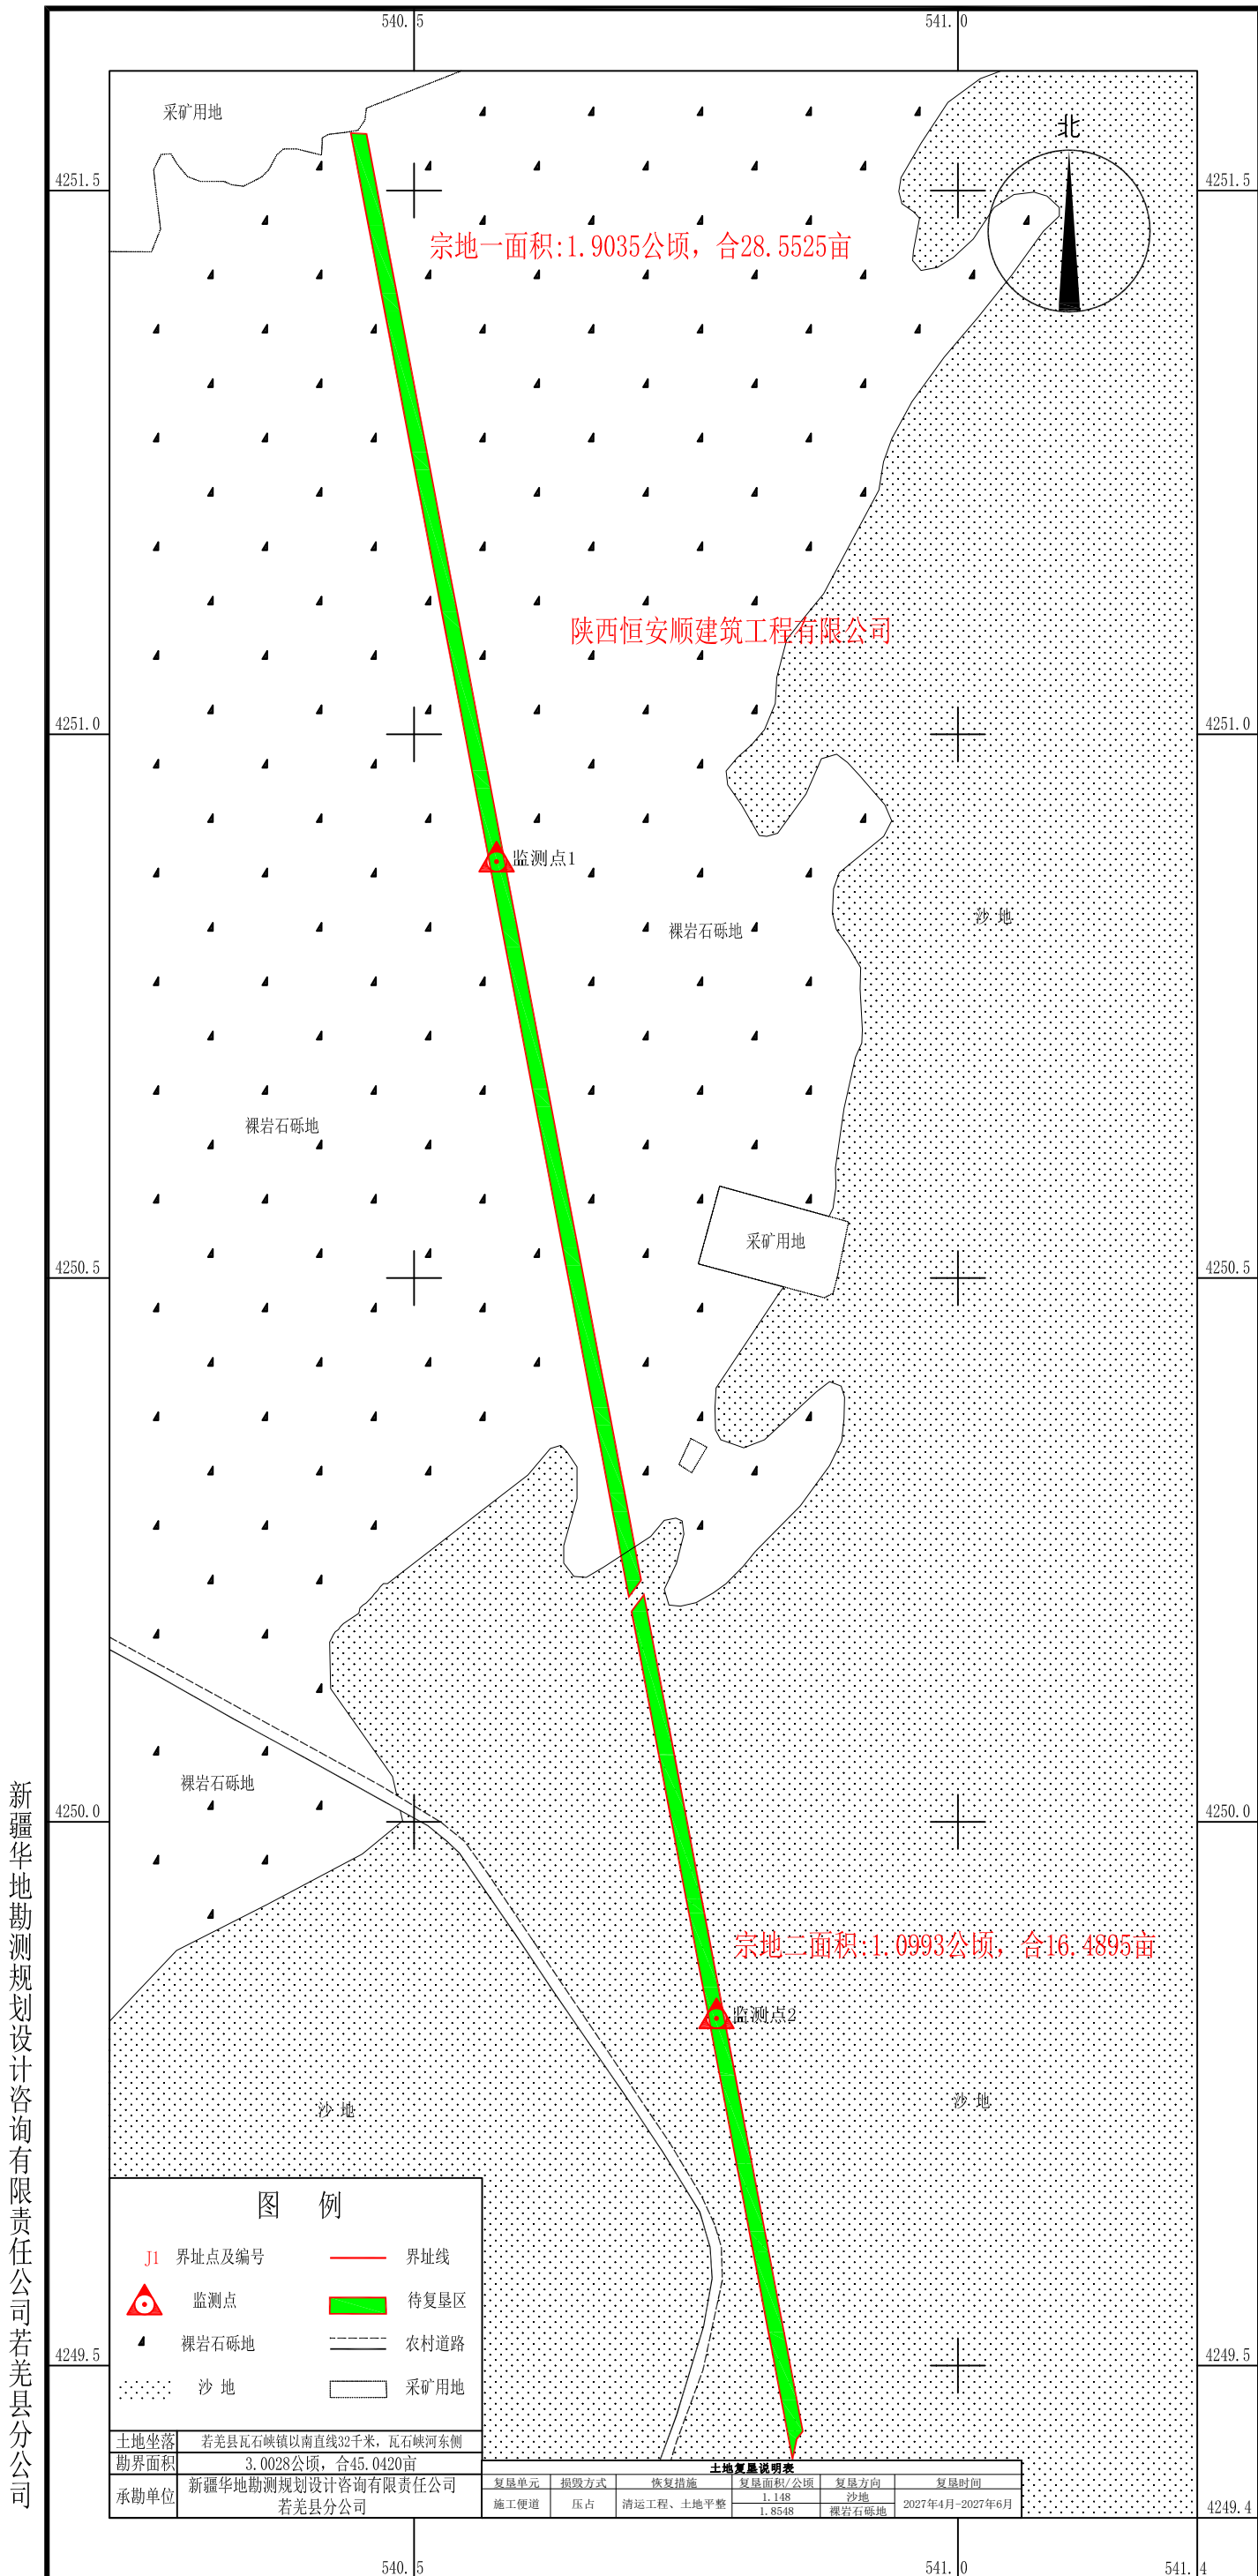 540.5
541.0
采矿用地
北
4251.5
4251.5
宗地一面积:1.9035公顷，合28.5525亩
陕西恒安顺建筑工程有限公司
4251.0
4251.0
监测点1
沙 地
裸岩石砾地
裸岩石砾地
采矿用地
4250.5
4250.5
裸岩石砾地
4250.0
4250.0
宗地二面积:1.0993公顷，合16.4895亩
监测点2
沙 地
沙 地
新疆华地勘测规划设计咨询有限责任公司若羌县分公司
图 例
J1 界址点及编号
界址线
监测点
待复垦区
裸岩石砾地
农村道路
沙 地
采矿用地
4249.5
4249.5
土地坐落 若羌县瓦石峡镇以南直线32千米，瓦石峡河东侧
勘界面积 3.0028公顷，合45.0420亩
承勘单位 新疆华地勘测规划设计咨询有限责任公司
若羌县分公司
土地复垦说明表
复垦单元 损毁方式 恢复措施 复垦面积/公顷 复垦方向 复垦时间
施工便道 压占 清运工程、土地平整 1.148 沙地 2027年4月-2027年6月
1.8548 裸岩石砾地
4249.4
540.5
541.0
541.4